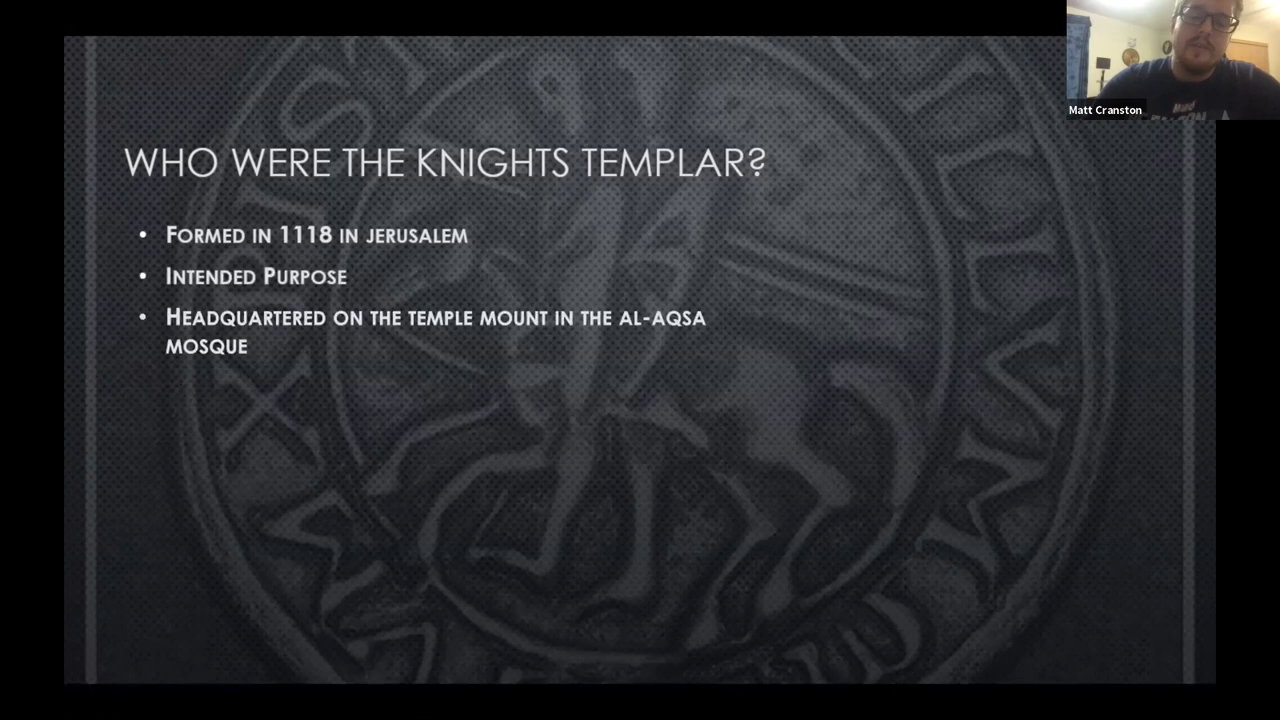 Matt Cranston
WHO WERE THE KNIGHTS TEMPLAR?
• FORMED IN 1118 IN JERUSALEM
• INTENDED PURPOSE
• HEADQUARTERED ON THE TEMPLE MOUNT IN THE AL-AQSA
MOSQUE